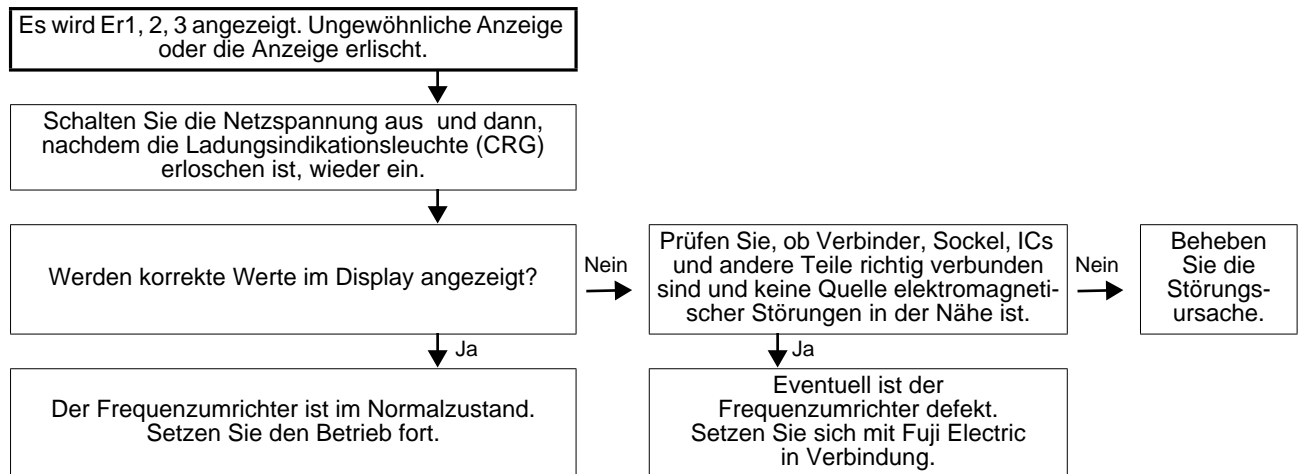 Es wird Er1, 2, 3 angezeigt. Ungewöhnliche Anzeige
oder die Anzeige erlischt.
Schalten Sie die Netzspannung aus und dann,
nachdem die Ladungsindikationsleuchte (CRG)
erloschen ist, wieder ein.
Werden korrekte Werte im Display angezeigt?
Nein
Prüfen Sie, ob Verbinder, Sockel, ICs
und andere Teile richtig verbunden
sind und keine Quelle elektromagneti-
scher Störungen in der Nähe ist.
Nein
Beheben
Sie die
Störungs-
ursache.
Ja
Ja
Der Frequenzumrichter ist im Normalzustand.
Setzen Sie den Betrieb fort.
Eventuell ist der
Frequenzumrichter defekt.
Setzen Sie sich mit Fuji Electric
in Verbindung.